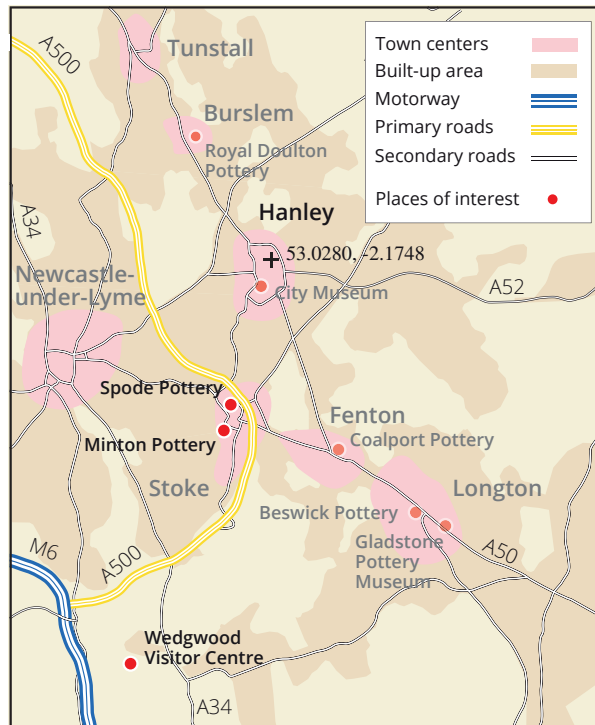 A500
Tunstall
Town centers
Built-up area
Motorway
Primary roads
Secondary roads
Places of interest
Burslem
Royal Doulton
Pottery
A34
Hanley
53.0280, -2.1748
Newcastle-
under-Lyme
City Museum
A52
Spode Pottery
Minton Pottery
Fenton
Coalport Pottery
Stoke
Longton
Beswick Pottery
Gladstone
Pottery
Museum
A50
M6
A500
Wedgwood
Visitor Centre
A34